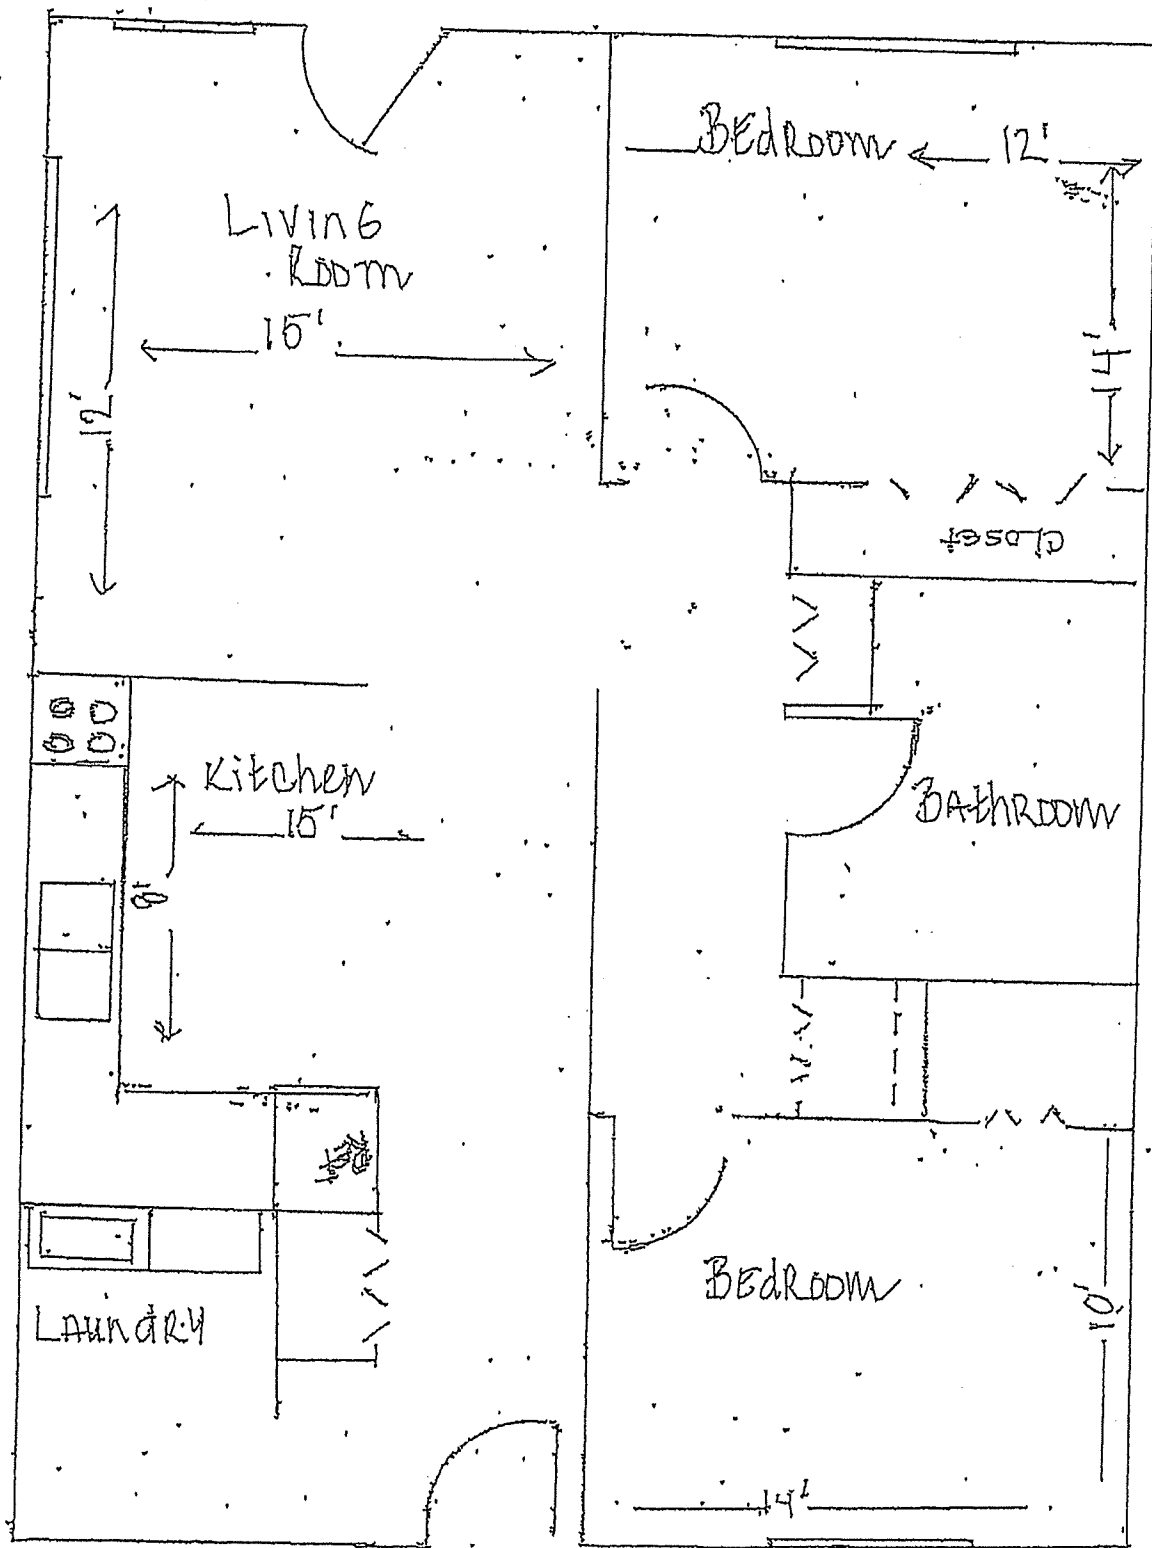 BEdRoom
12'
LiVinG
Room
15'
12'
14'
CLOSET
Kitchen
15'
8'
BAthRoom
BEdRoom
10'
LAUndRY
14'